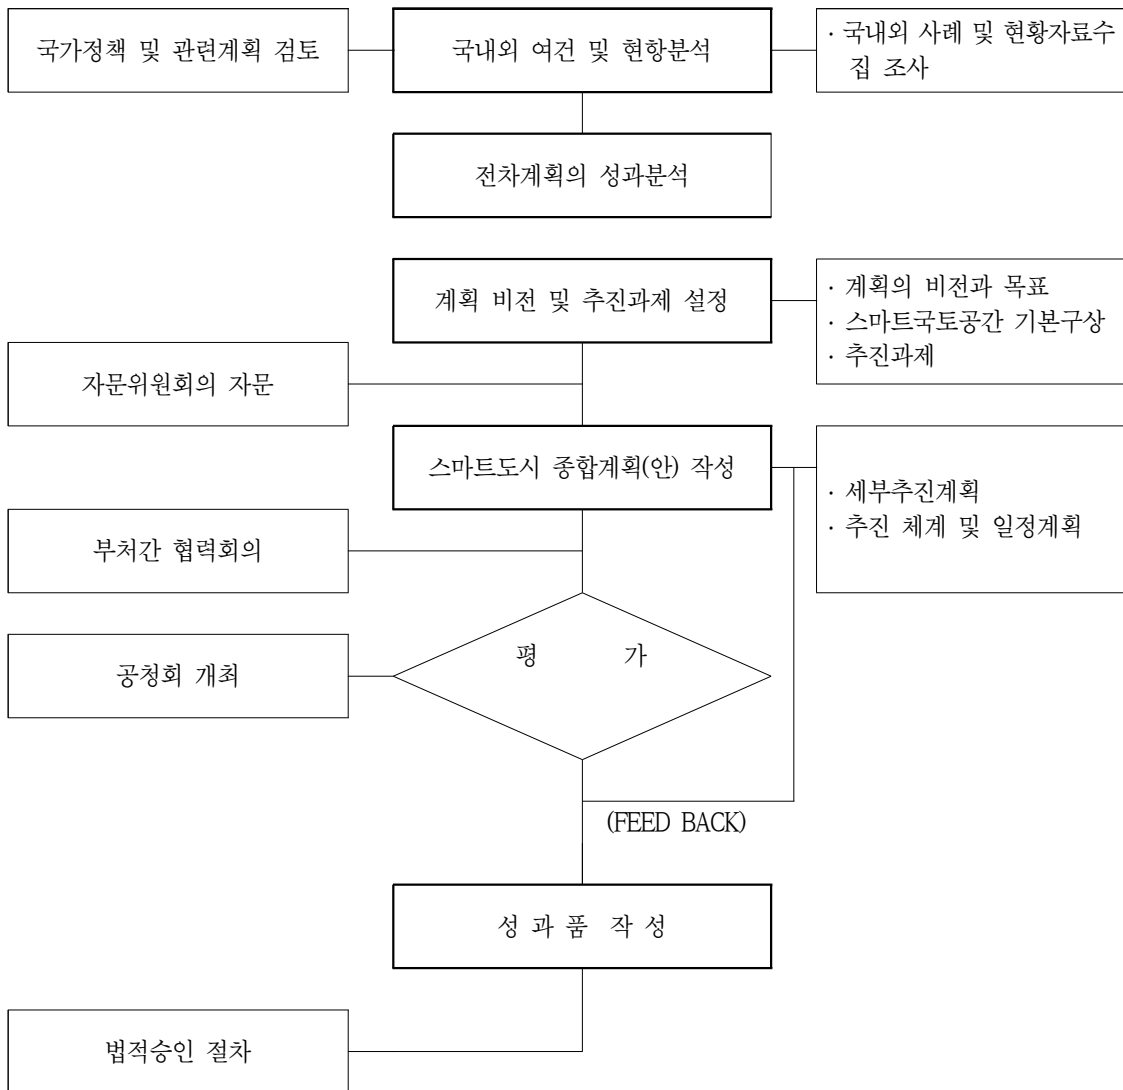 국가정책 및 관련계획 검토
국내외 여건 및 현항분석
· 국내외 사례 및 현황자료수
집 조사
전차계획의 성과분석
계획 비전 및 추진과제 설정
· 계획의 비전과 목표
· 스마트국토공간 기본구상
· 추진과제
자문위원회의 자문
스마트도시 종합계획(안) 작성
· 세부추진계획
· 추진 체계 및 일정계획
부처간 협력회의
평 가
공청회 개최
(FEED BACK)
성 과 품 작 성
법적승인 절차